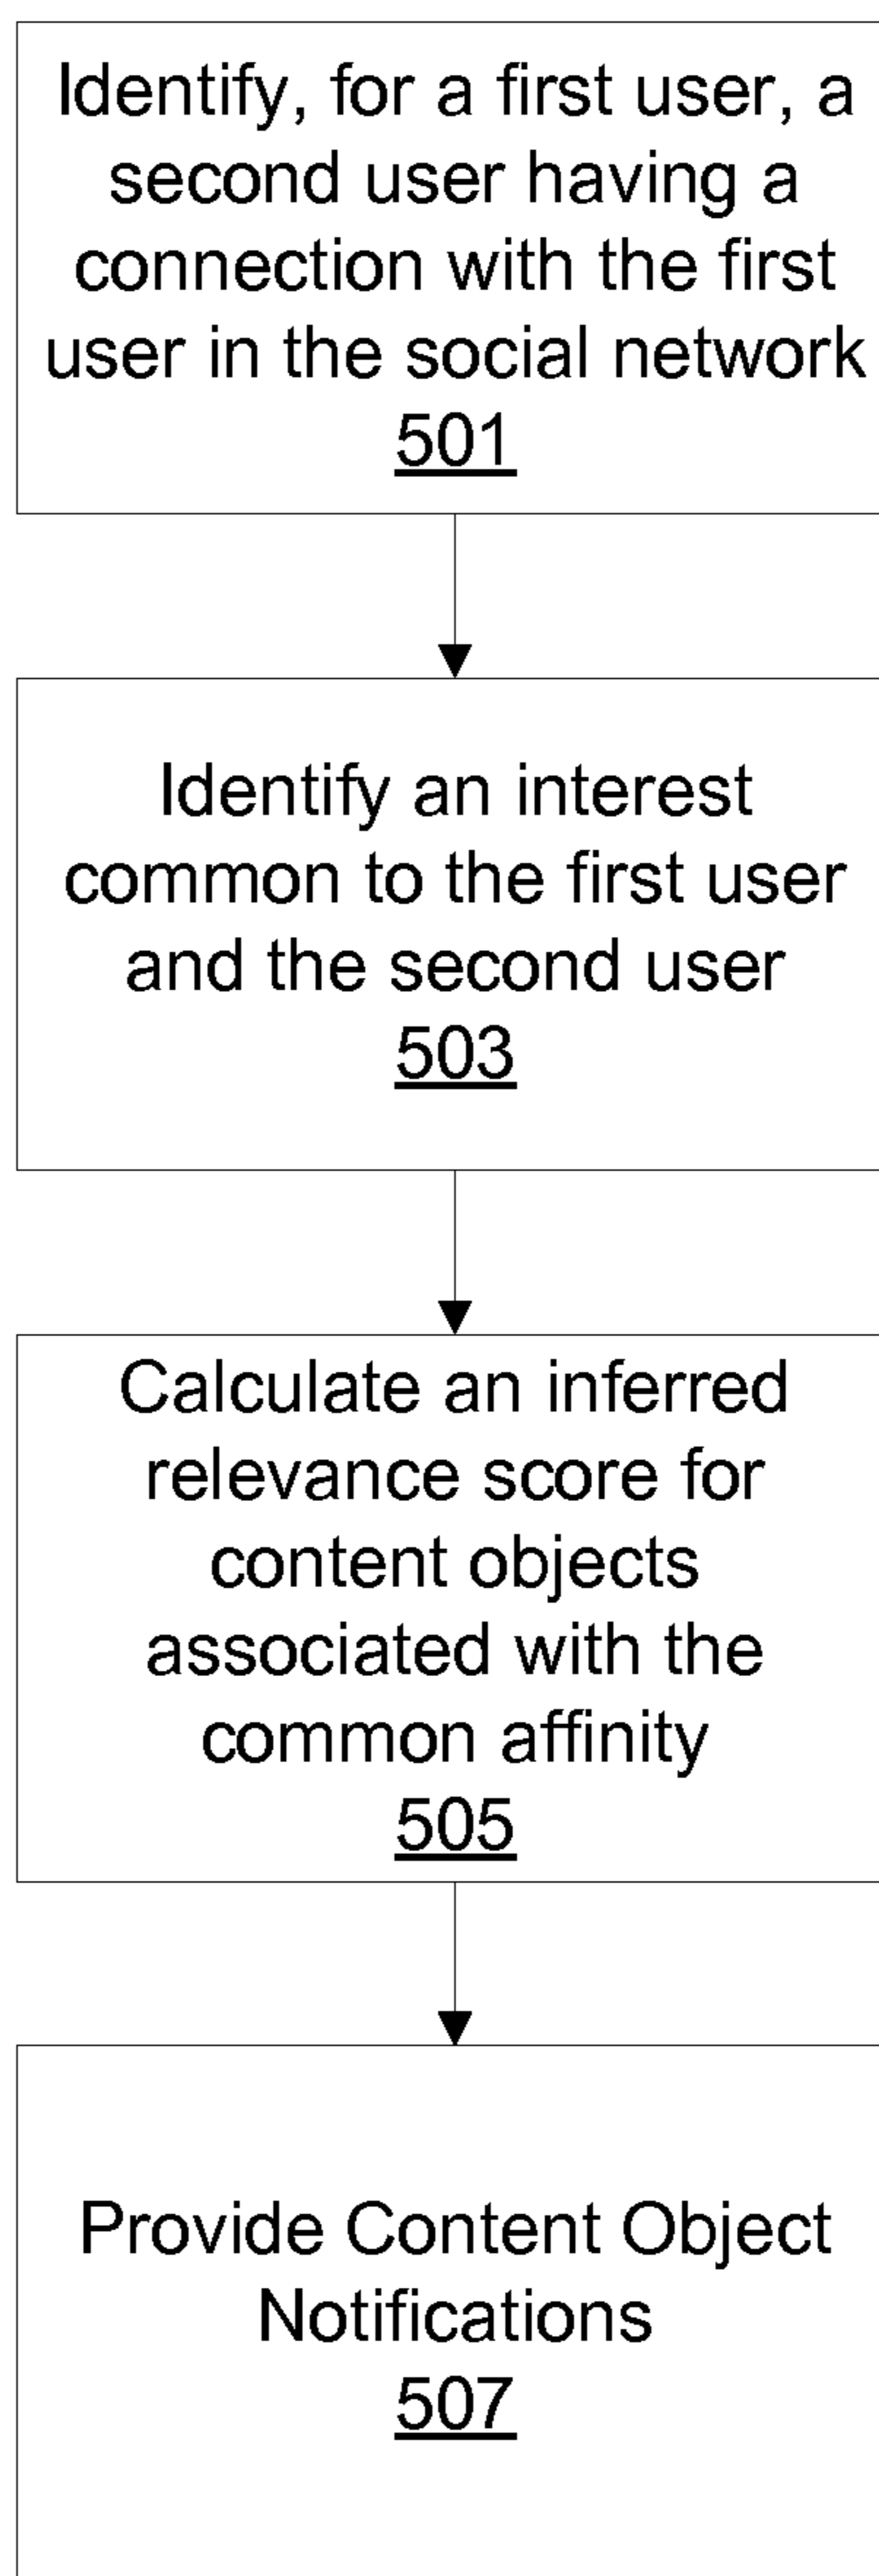 Identify, for a first user, a
second user having a
connection with the first
user in the social network
501
Identify an interest
common to the first user
and the second user
503
Calculate an inferred
relevance score for
content objects
associated with the
common affinity
505
Provide Content Object
Notifications
507